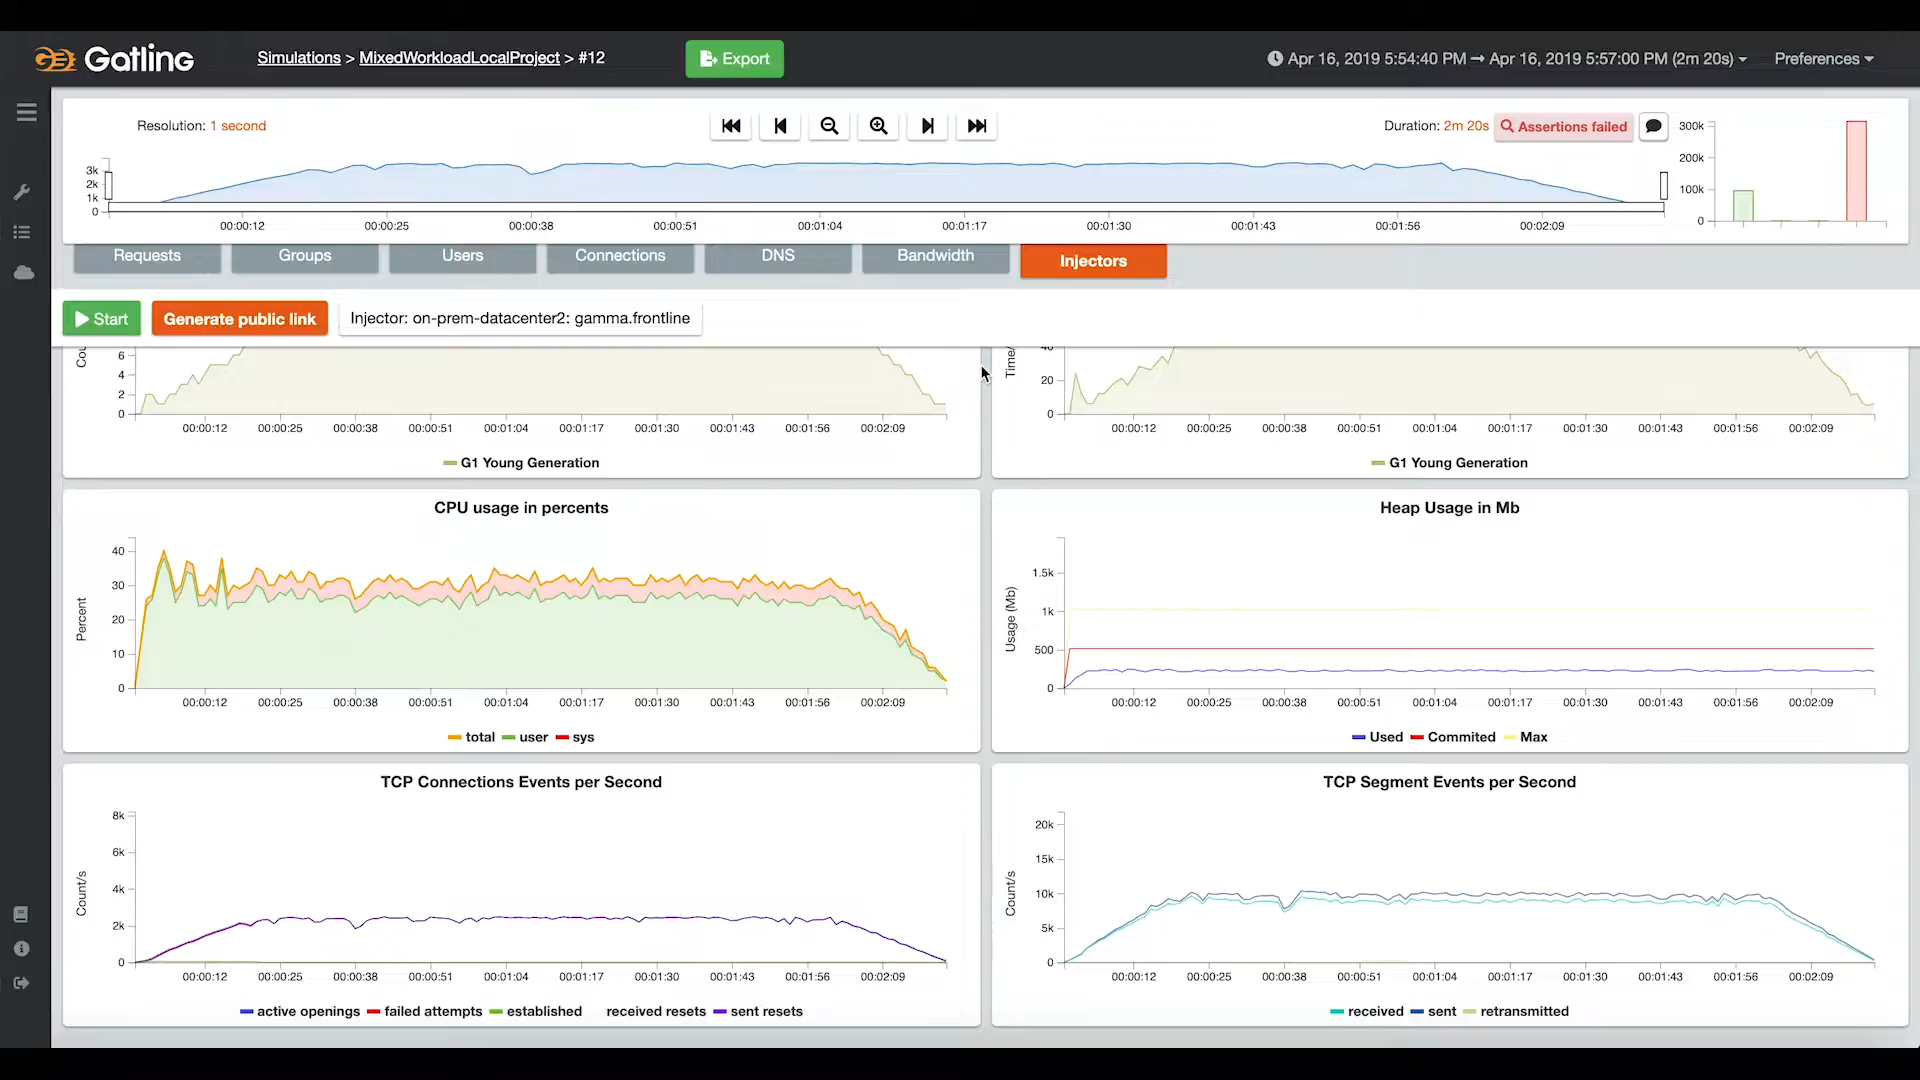 Gatling
Simulations > MixedWorkloadLocalProject > #12
Export
Apr 16, 2019 5:54:40 PM → Apr 16, 2019 5:57:00 PM (2m 20s)
Preferences
Resolution: 1 second
Duration: 2m 20s
Assertions failed
3k
2k
1k
0
00:00:12 00:00:25 00:00:38 00:00:51 00:01:04 00:01:17 00:01:30 00:01:43 00:01:56 00:02:09
300k
200k
100k
0
Requests Groups Users Connections DNS Bandwidth Injectors
Start
Generate public link
Injector: on-prem-datacenter2: gamma.frontline
6
4
2
0
00:00:12 00:00:25 00:00:38 00:00:51 00:01:04 00:01:17 00:01:30 00:01:43 00:01:56 00:02:09
G1 Young Generation
Time/
20
0
00:00:12 00:00:25 00:00:38 00:00:51 00:01:04 00:01:17 00:01:30 00:01:43 00:01:56 00:02:09
G1 Young Generation
CPU usage in percents
Percent
40
30
20
10
0
00:00:12 00:00:25 00:00:38 00:00:51 00:01:04 00:01:17 00:01:30 00:01:43 00:01:56 00:02:09
total user sys
Heap Usage in Mb
Usage (Mb)
1.5k
1k
500
0
00:00:12 00:00:25 00:00:38 00:00:51 00:01:04 00:01:17 00:01:30 00:01:43 00:01:56 00:02:09
Used Commited Max
TCP Connections Events per Second
Count/s
8k
6k
4k
2k
0
00:00:12 00:00:25 00:00:38 00:00:51 00:01:04 00:01:17 00:01:30 00:01:43 00:01:56 00:02:09
active openings failed attempts established received resets sent resets
TCP Segment Events per Second
Count/s
20k
15k
10k
5k
0
00:00:12 00:00:25 00:00:38 00:00:51 00:01:04 00:01:17 00:01:30 00:01:43 00:01:56 00:02:09
received sent retransmitted